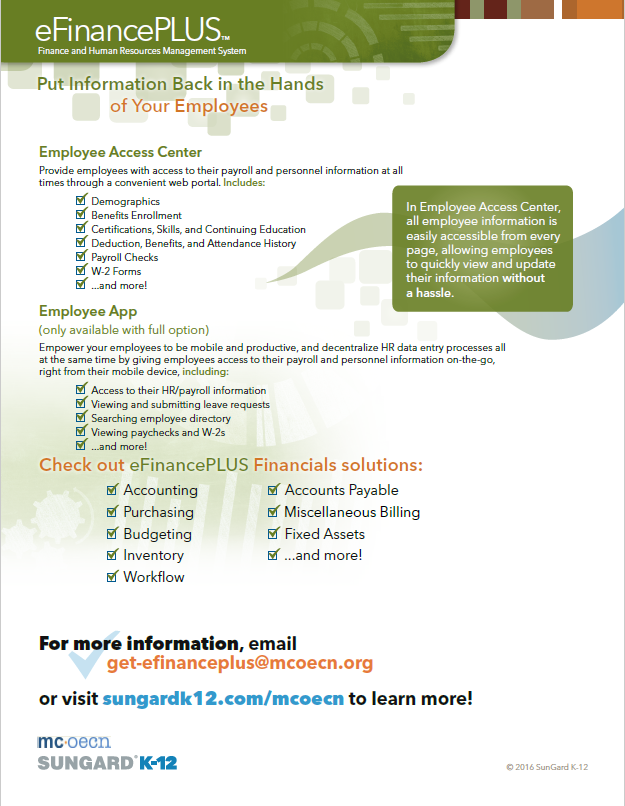 eFinancePLUS™
Finance and Human Resources Management System
Put Information Back in the Hands
of Your Employees
Employee Access Center
Provide employees with access to their payroll and personnel information at all
times through a convenient web portal. Includes:
Demographics
Benefits Enrollment
Certifications, Skills, and Continuing Education
Deduction, Benefits, and Attendance History
Payroll Checks
W-2 Forms
...and more!
In Employee Access Center,
all employee information is
easily accessible from every
page, allowing employees
to quickly view and update
their information without
a hassle.
Employee App
(only available with full option)
Empower your employees to be mobile and productive, and decentralize HR data entry processes all
at the same time by giving employees access to their payroll and personnel information on-the-go,
right from their mobile device, including:
Access to their HR/payroll information
Viewing and submitting leave requests
Searching employee directory
Viewing paychecks and W-2s
...and more!
Check out eFinancePLUS Financials solutions:
Accounting
Purchasing
Budgeting
Inventory
Workflow
Accounts Payable
Miscellaneous Billing
Fixed Assets
...and more!
For more information, email
get-efinanceplus@mcoecn.org
or visit sungardk12.com/mcoecn to learn more!
mc·oecn
SUNGARD® K-12
© 2016 SunGard K-12